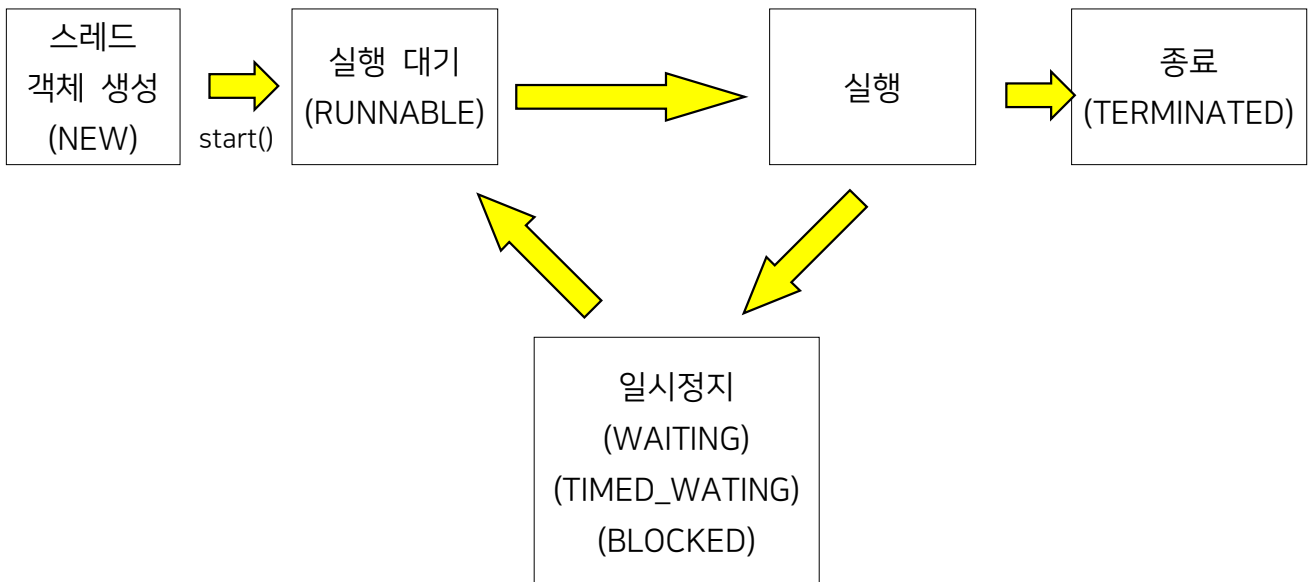 스레드
객체 생성
(NEW)
start()
실행 대기
(RUNNABLE)
실행
종료
(TERMINATED)
일시정지
(WAITING)
(TIMED_WATING)
(BLOCKED)